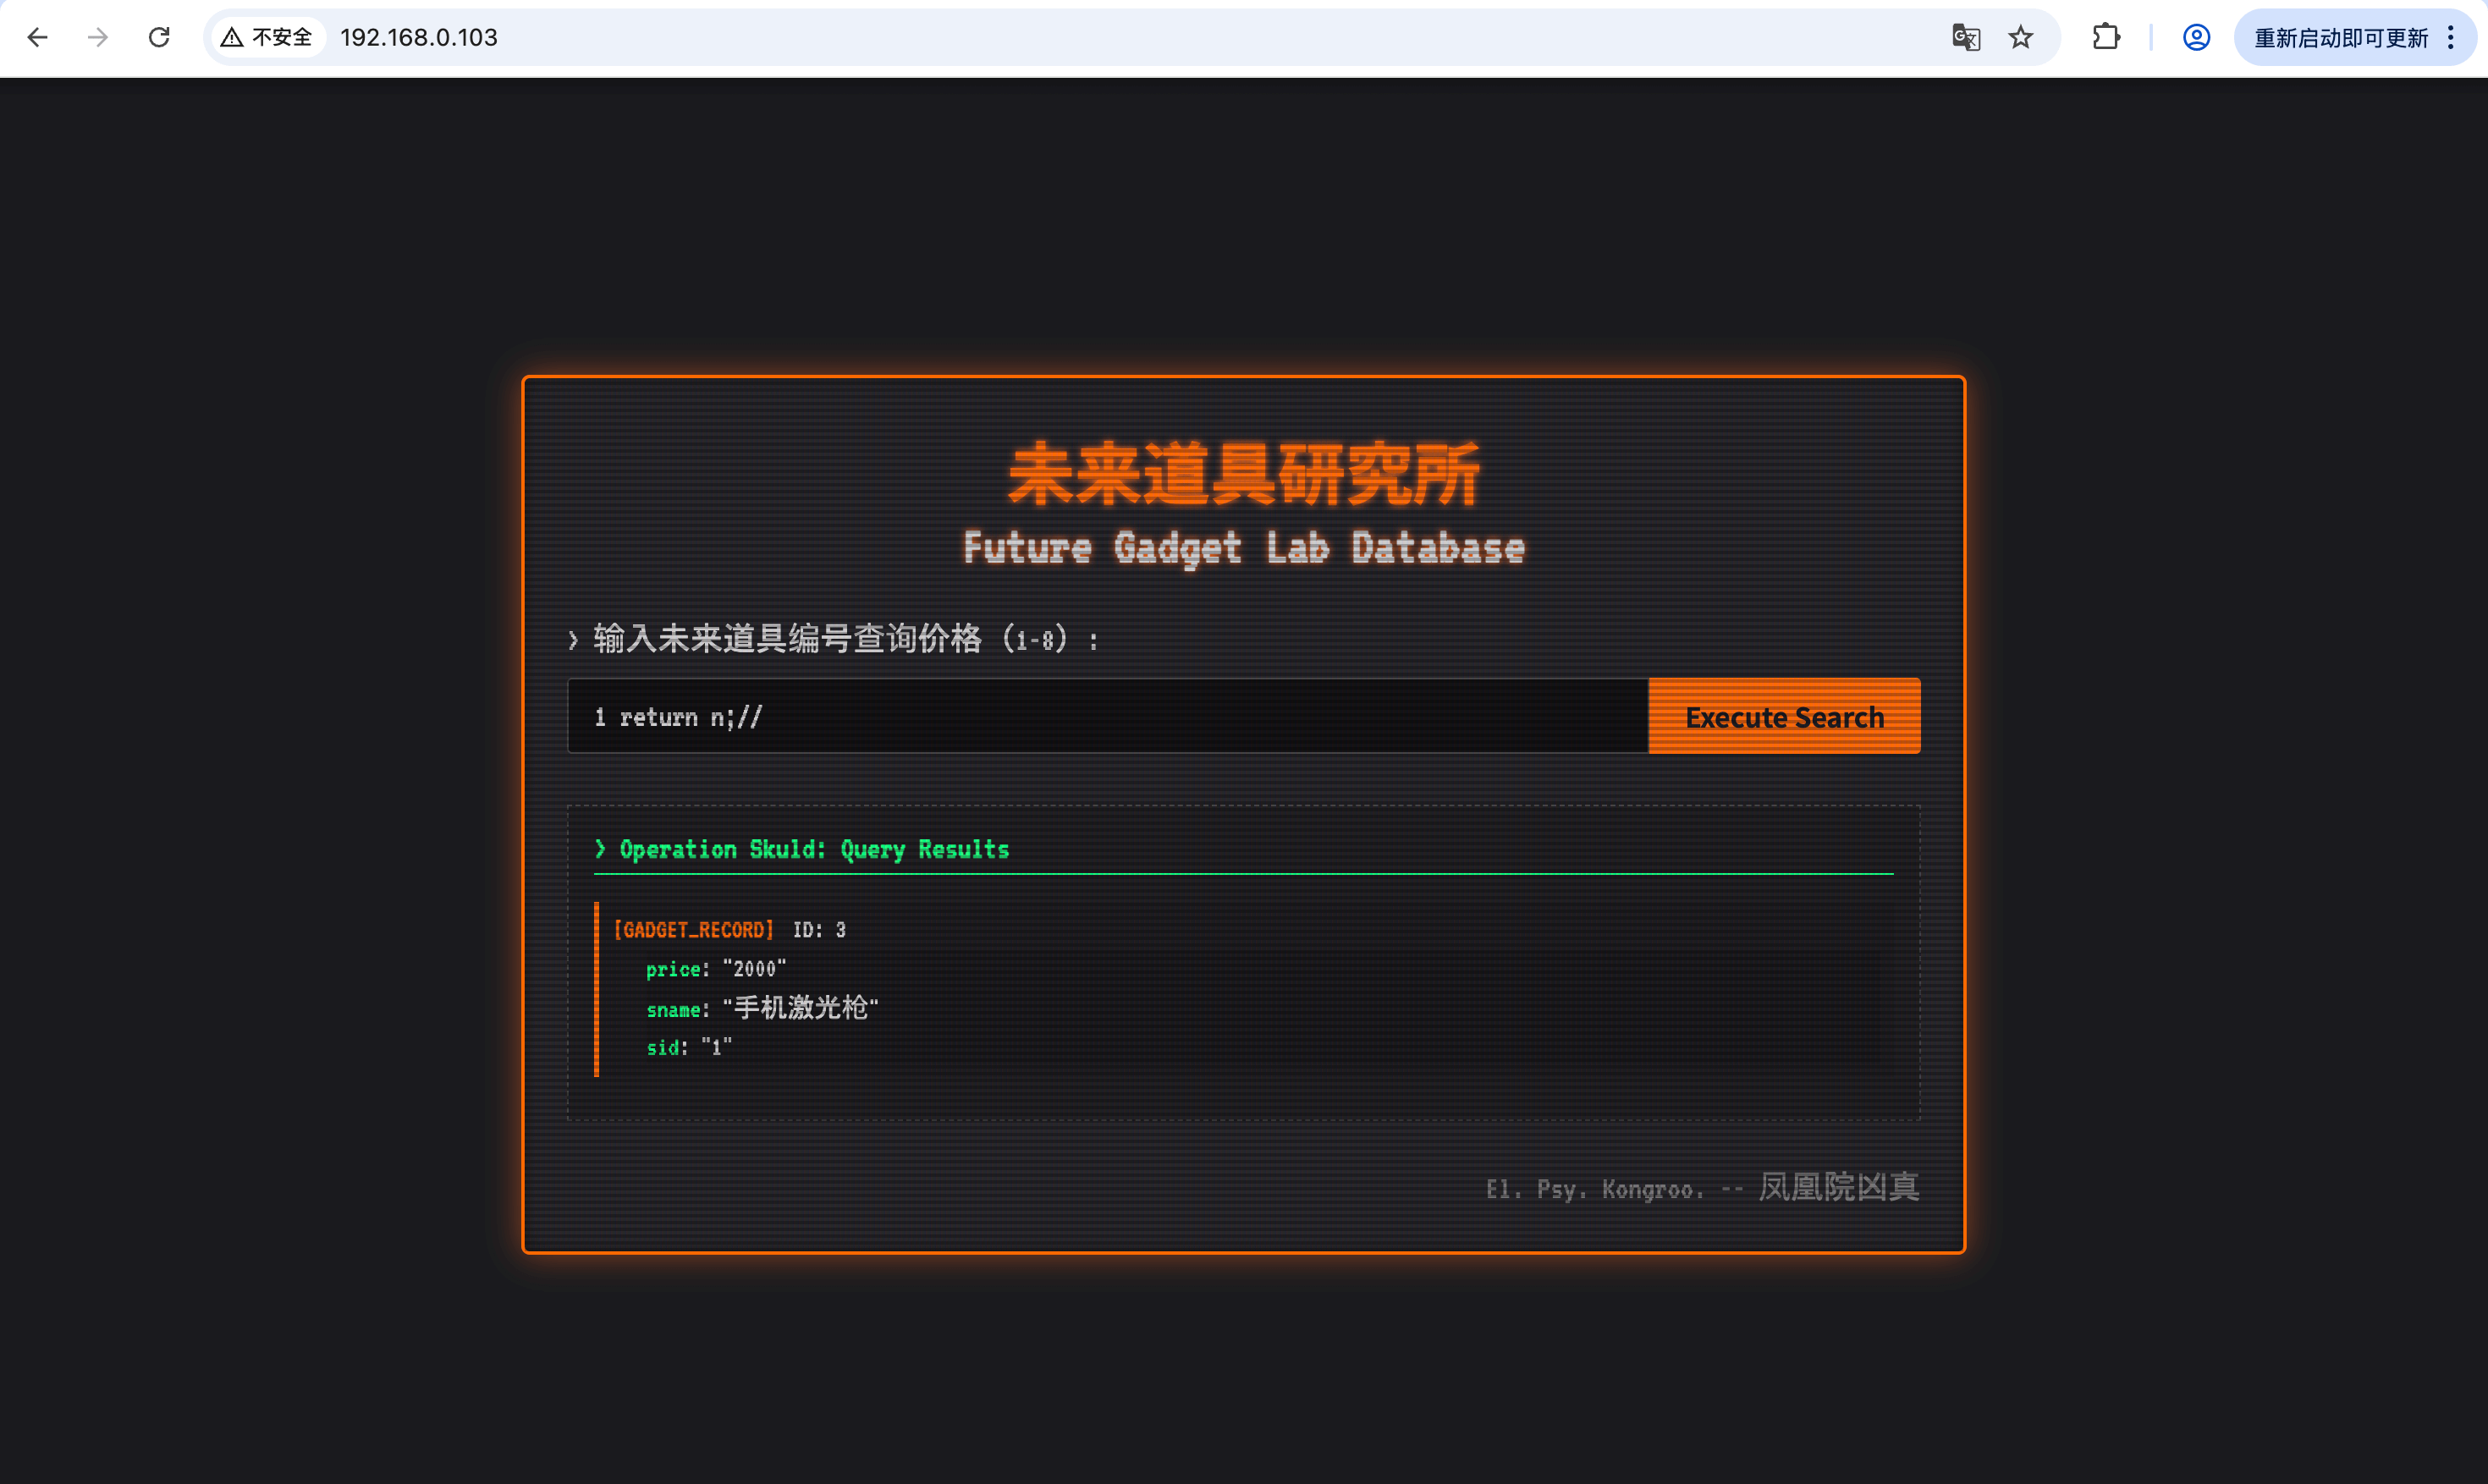 不安全 192.168.0.103 重新启动即可更新
未来道具研究所
Future Gadget Lab Database
> 输入未来道具编号查询价格（1-8）:
1 return n;// Execute Search
> Operation Skuld: Query Results
[GADGET_RECORD] ID: 3
price: "2000"
sname: "手机激光枪"
sid: "1"
El. Psy. Kongroo. -- 凤凰院凶真